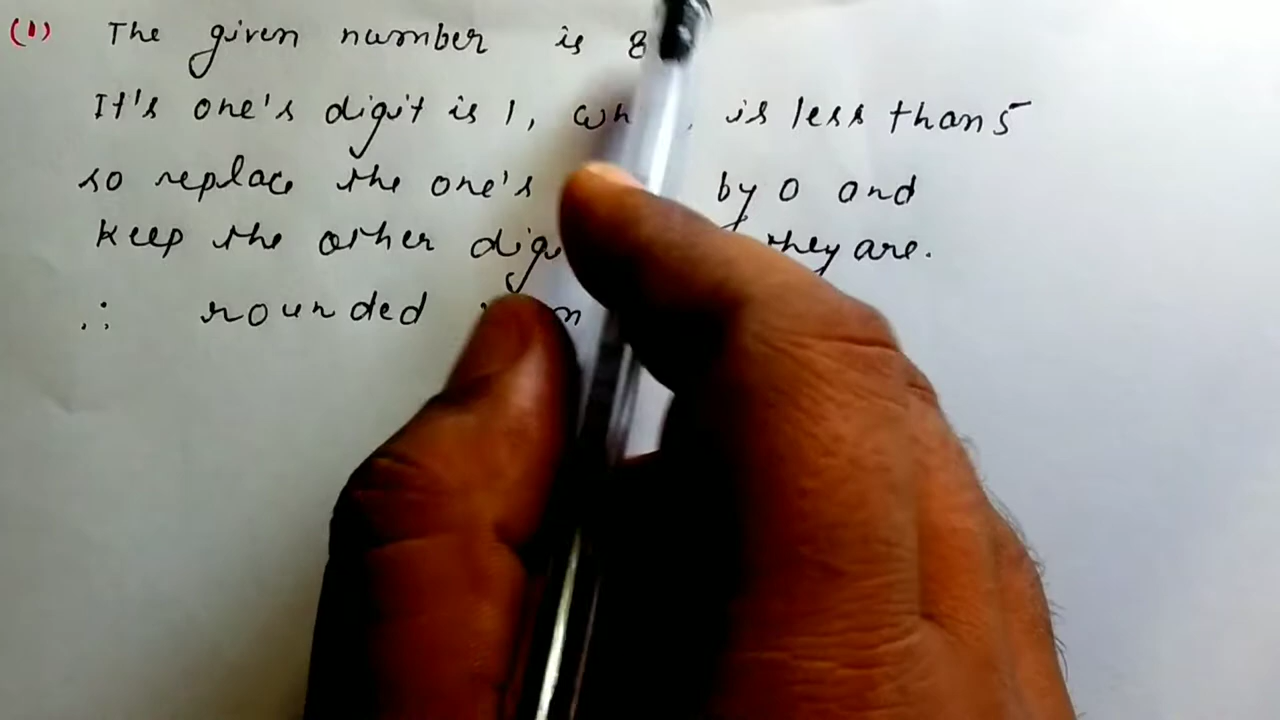 (1) The given number is 8
It's one's digit is 1, wh is less than 5
so replace the one's by 0 and
keep the other dig they are.
∴ rounded